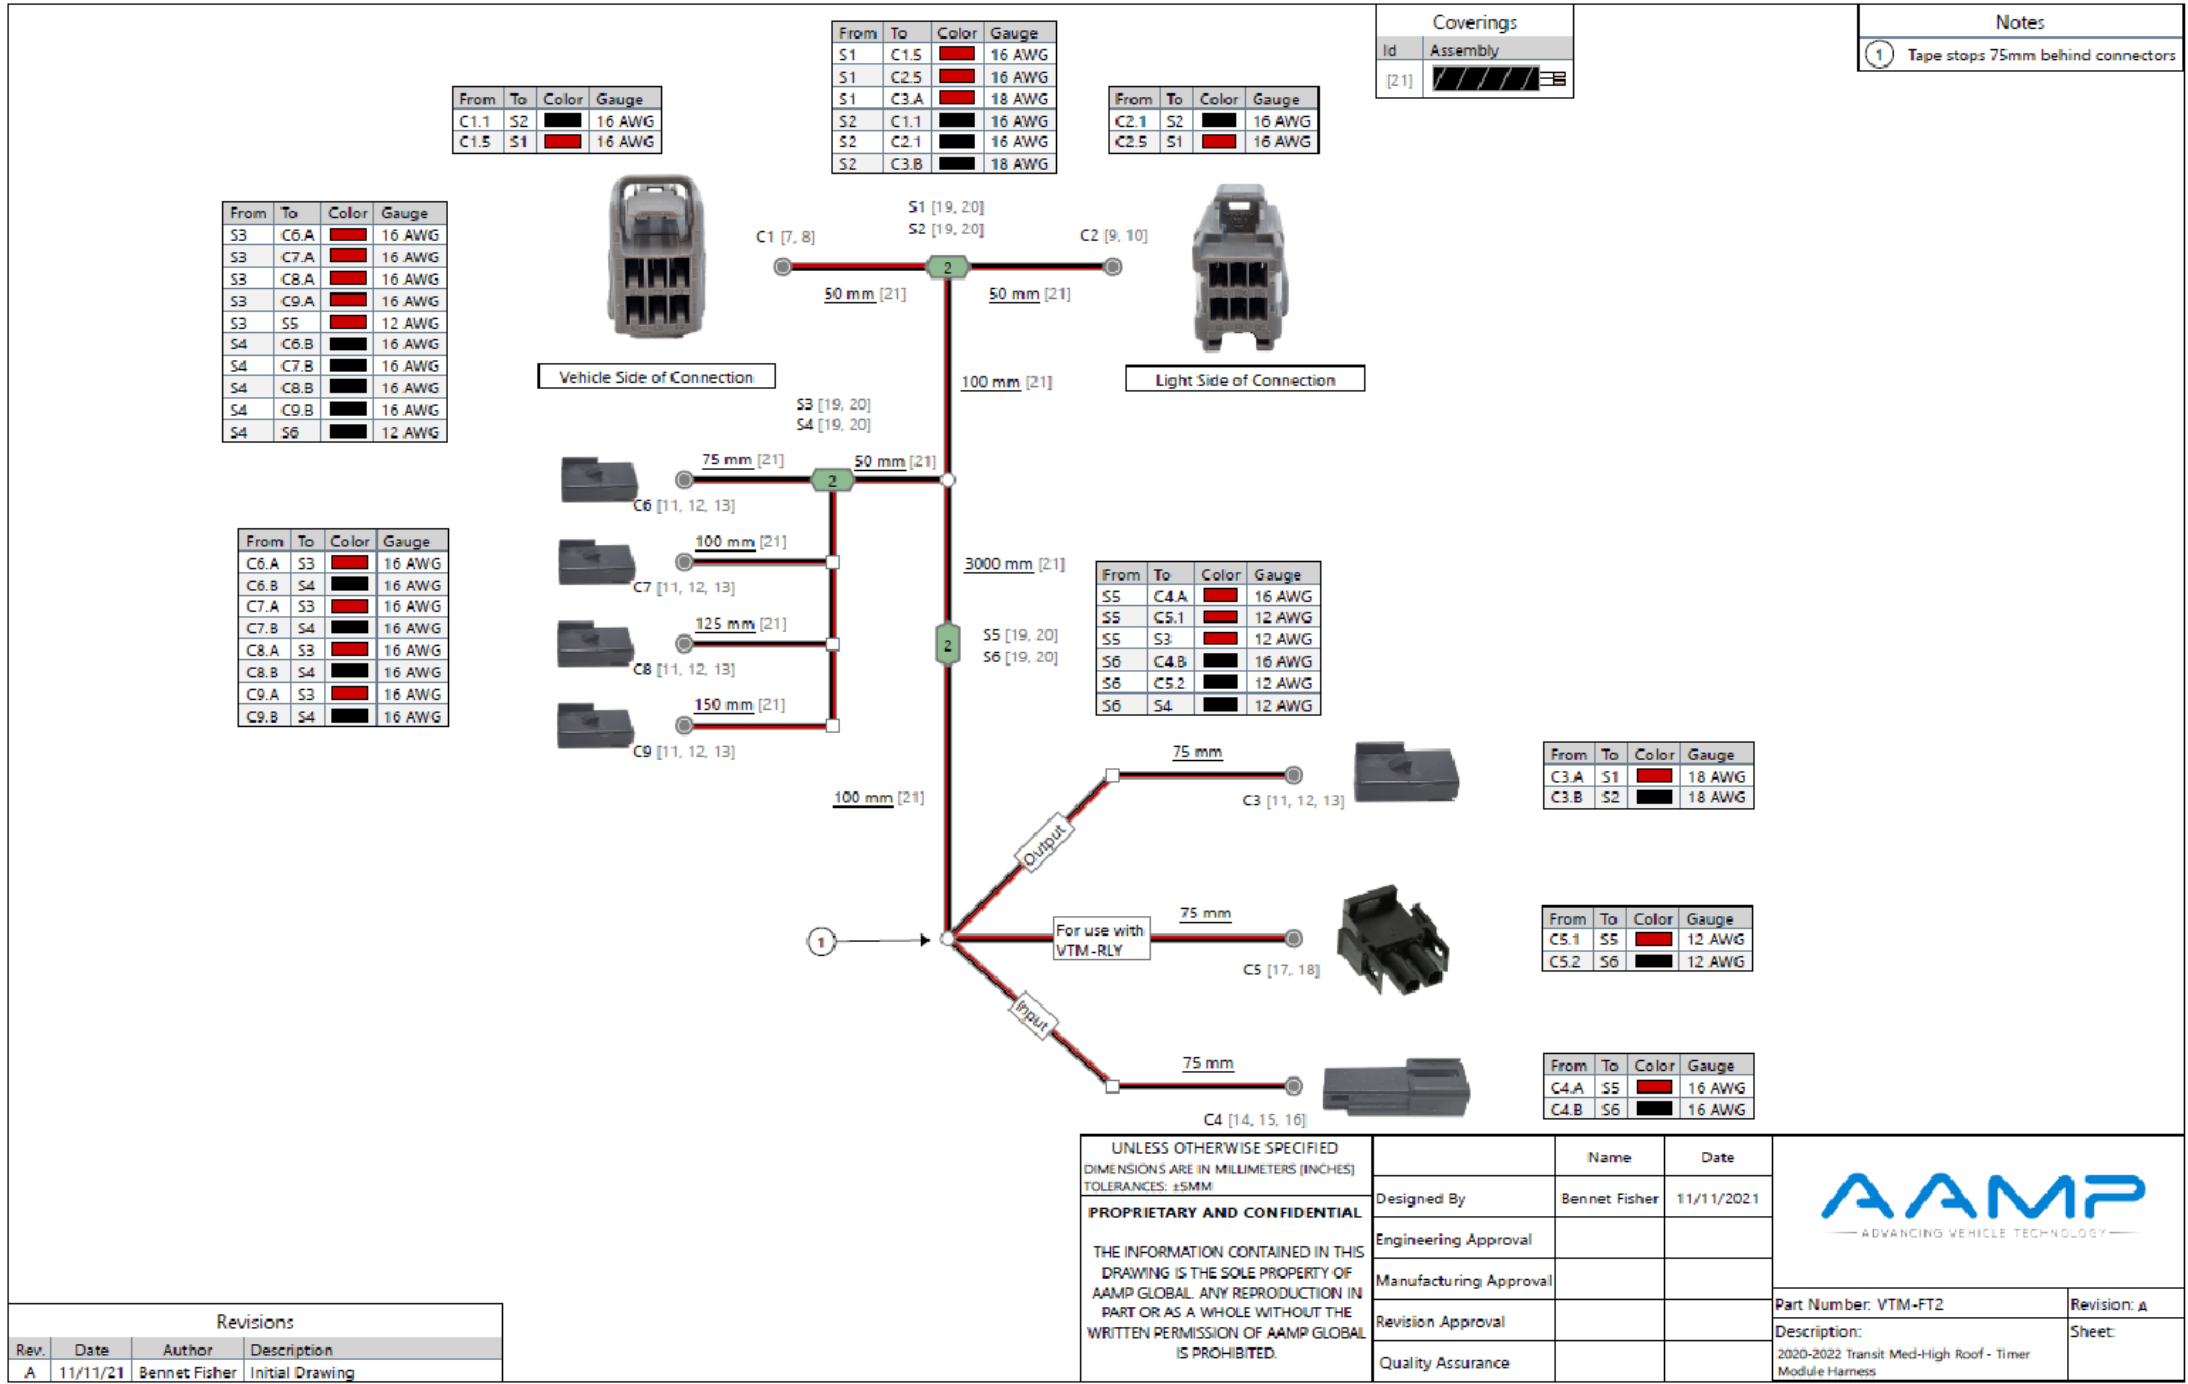 From To Color Gauge
S1 C1.5 16 AWG
S1 C2.5 16 AWG
S1 C3.A 18 AWG
S2 C1.1 16 AWG
S2 C2.1 16 AWG
S2 C3.B 18 AWG
Coverings
Id Assembly
[21]
Notes
1 Tape stops 75mm behind connectors
From To Color Gauge
C1.1 S2 16 AWG
C1.5 S1 16 AWG
From To Color Gauge
C2.1 S2 16 AWG
C2.5 S1 16 AWG
From To Color Gauge
S3 C6.A 16 AWG
S3 C7.A 16 AWG
S3 C8.A 16 AWG
S3 C9.A 16 AWG
S3 S5 12 AWG
S4 C6.B 16 AWG
S4 C7.B 16 AWG
S4 C8.B 16 AWG
S4 C9.B 16 AWG
S4 S6 12 AWG
S1 [19, 20]
S2 [19, 20]
C1 [7, 8]
C2 [9, 10]
2
50 mm [21]
50 mm [21]
Vehicle Side of Connection
Light Side of Connection
100 mm [21]
S3 [19, 20]
S4 [19, 20]
75 mm [21]
50 mm [21]
2
C6 [11, 12, 13]
100 mm [21]
C7 [11, 12, 13]
125 mm [21]
C8 [11, 12, 13]
150 mm [21]
C9 [11, 12, 13]
From To Color Gauge
C6.A S3 16 AWG
C6.B S4 16 AWG
C7.A S3 16 AWG
C7.B S4 16 AWG
C8.A S3 16 AWG
C8.B S4 16 AWG
C9.A S3 16 AWG
C9.B S4 16 AWG
3000 mm [21]
2
S5 [19, 20]
S6 [19, 20]
From To Color Gauge
S5 C4.A 16 AWG
S5 C5.1 12 AWG
S5 S3 12 AWG
S6 C4.B 16 AWG
S6 C5.2 12 AWG
S6 S4 12 AWG
100 mm [21]
75 mm
C3 [11, 12, 13]
Output
From To Color Gauge
C3.A S1 18 AWG
C3.B S2 18 AWG
1
For use with
VTM-RLY
75 mm
C5 [17, 18]
From To Color Gauge
C5.1 S5 12 AWG
C5.2 S6 12 AWG
Input
75 mm
C4 [14, 15, 16]
From To Color Gauge
C4.A S5 16 AWG
C4.B S6 16 AWG
UNLESS OTHERWISE SPECIFIED
DIMENSIONS ARE IN MILLIMETERS [INCHES]
TOLERANCES: ±5MM
PROPRIETARY AND CONFIDENTIAL
THE INFORMATION CONTAINED IN THIS
DRAWING IS THE SOLE PROPERTY OF
AAMP GLOBAL. ANY REPRODUCTION IN
PART OR AS A WHOLE WITHOUT THE
WRITTEN PERMISSION OF AAMP GLOBAL
IS PROHIBITED.
Name Date
Designed By Bennet Fisher 11/11/2021
Engineering Approval
Manufacturing Approval
Revision Approval
Quality Assurance
AAMP
ADVANCING VEHICLE TECHNOLOGY
Part Number: VTM-FT2
Revision: A
Description:
Sheet:
2020-2022 Transit Med-High Roof - Timer
Module Harness
Revisions
Rev. Date Author Description
A 11/11/21 Bennet Fisher Initial Drawing